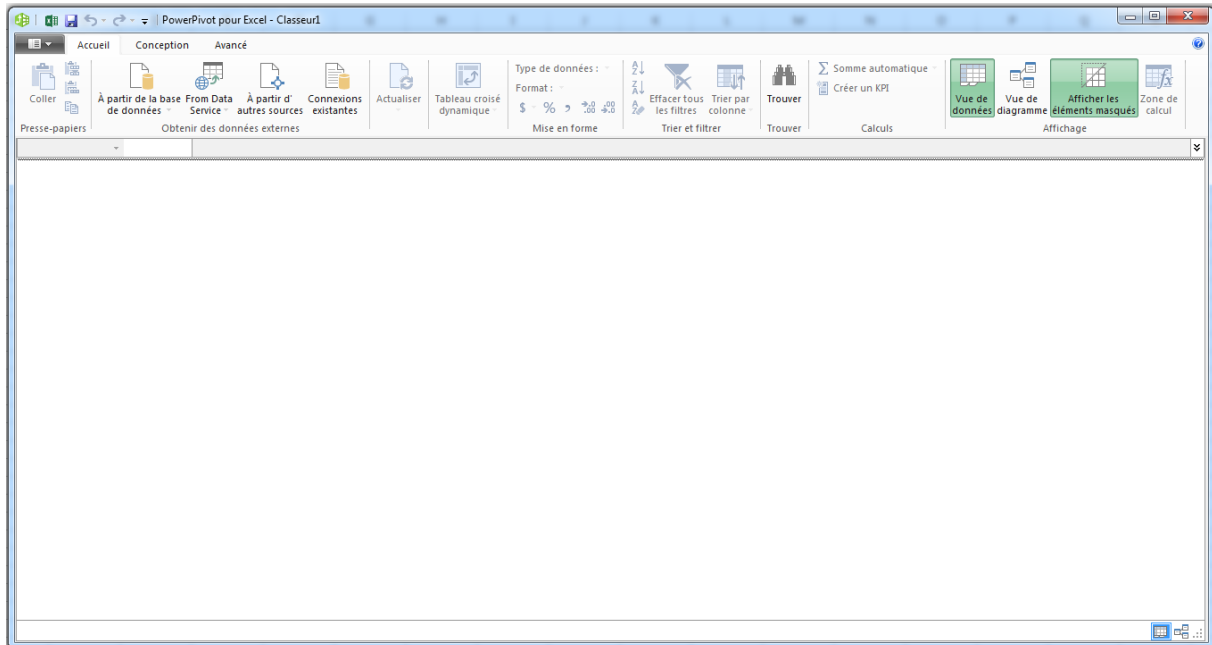 PowerPivot pour Excel - Classeur1
Accueil Conception Avancé
Coller
À partir de la base de données
From Data Service
À partir d' autres sources
Connexions existantes
Actualiser
Tableau croisé dynamique
Type de données :
Format :
$ % , .00 .00
Effacer tous les filtres
Trier par colonne
Trouver
Somme automatique
Créer un KPI
Vue de données
Vue de diagramme
Afficher les éléments masqués
Zone de calcul
Presse-papiers
Obtenir des données externes
Mise en forme
Trier et filtrer
Trouver
Calculs
Affichage